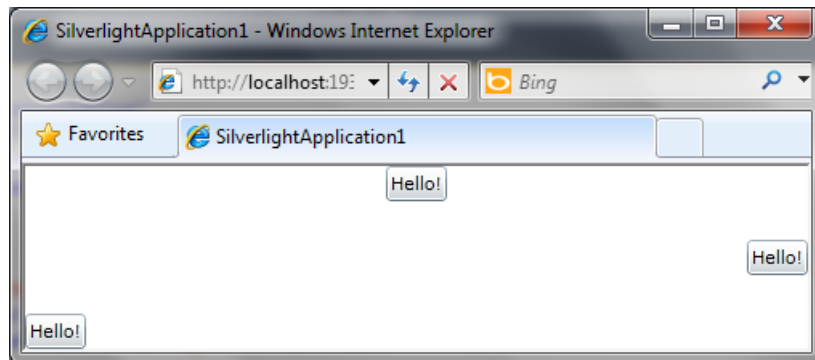 SilverlightApplication1 - Windows Internet Explorer
http://localhost:19
Bing
Favorites
SilverlightApplication1
Hello!
Hello!
Hello!